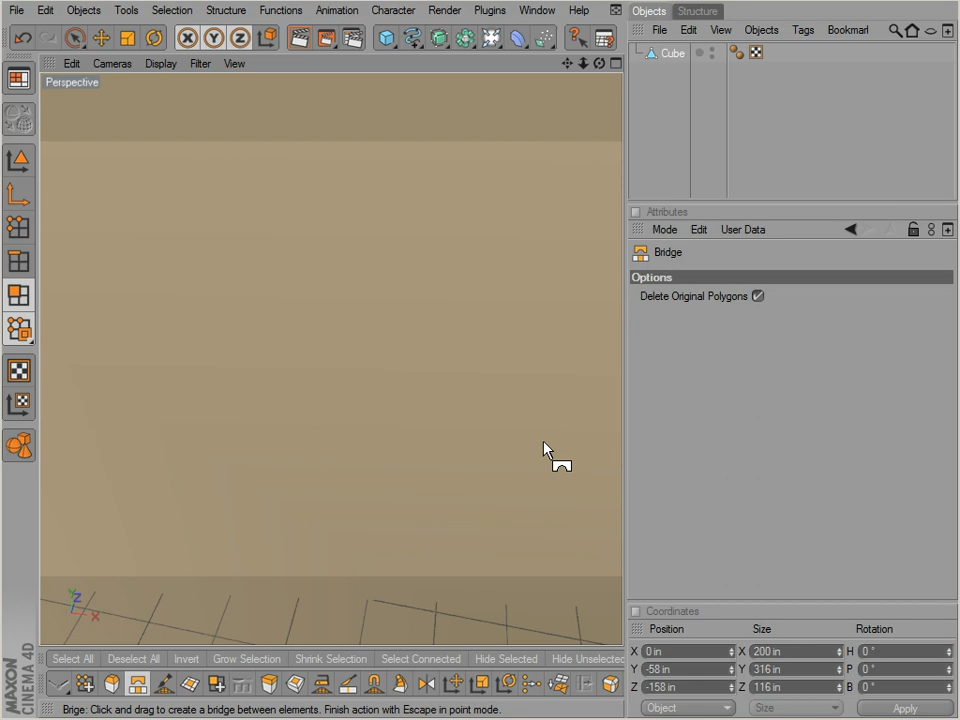 File Edit Objects Tools Selection Structure Functions Animation Character Render Plugins Window Help
Objects Structure
File Edit View Objects Tags Bookmark
Cube
Edit Cameras Display Filter View
Perspective
Attributes
Mode Edit User Data
Bridge
Options
Delete Original Polygons
Y
Z
X
Coordinates
Position Size Rotation
X 0 in X 200 in H 0 °
Y -58 in Y 316 in P 0 °
Z -158 in Z 116 in B 0 °
Object Size Apply
Select All Deselect All Invert Grow Selection Shrink Selection Select Connected Hide Selected Hide Unselected
Brige: Click and drag to create a bridge between elements. Finish action with Escape in point mode.
MAXON
CINEMA 4D
X Y Z